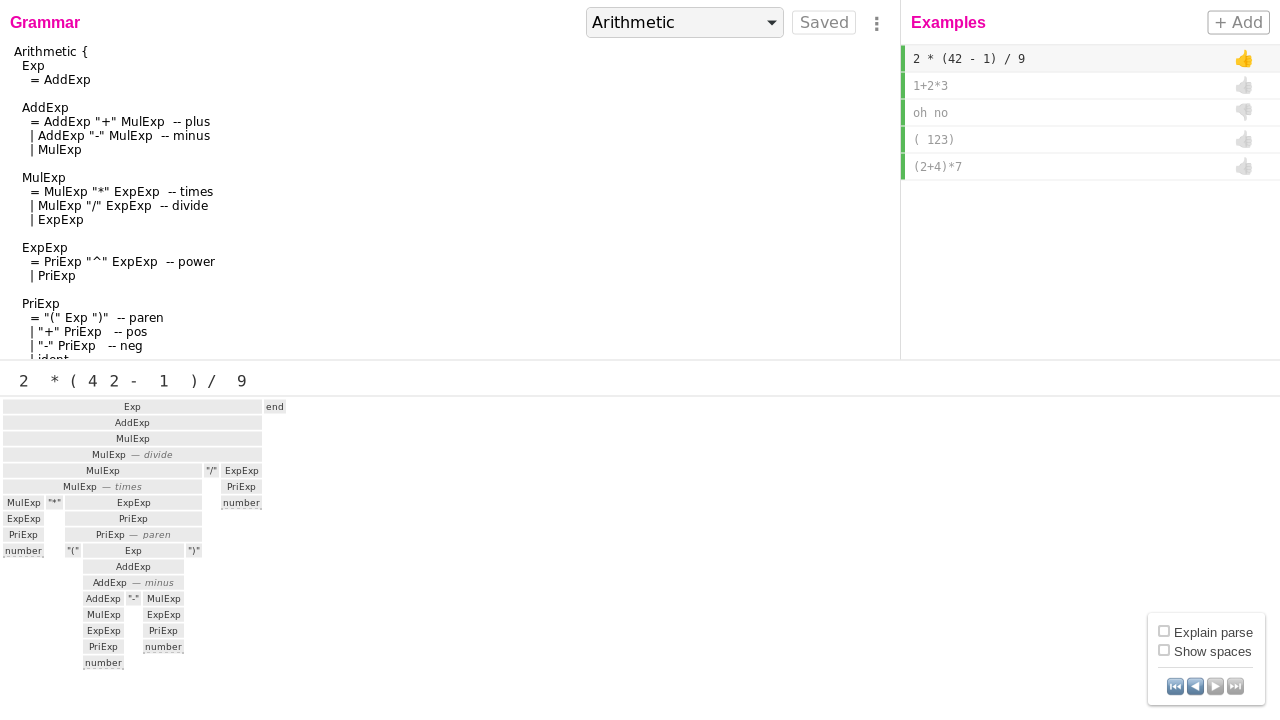 Grammar
Arithmetic
Saved
Examples
+ Add
Arithmetic {
Exp
= AddExp
AddExp
= AddExp "+" MulExp -- plus
| AddExp "-" MulExp -- minus
| MulExp
MulExp
= MulExp "*" ExpExp -- times
| MulExp "/" ExpExp -- divide
| ExpExp
ExpExp
= PriExp "^" ExpExp -- power
| PriExp
PriExp
= "(" Exp ")" -- paren
| "+" PriExp -- pos
| "-" PriExp -- neg
| ident
2 * (42 - 1) / 9
1+2*3
oh no
( 123)
(2+4)*7
2 * ( 4 2 - 1 ) / 9
Exp end
AddExp
MulExp
MulExp — divide
MulExp "/" ExpExp
MulExp — times PriExp
MulExp "*" ExpExp number
ExpExp PriExp
PriExp PriExp — paren
number "(" Exp ")"
AddExp
AddExp — minus
AddExp "-" MulExp
MulExp ExpExp
ExpExp PriExp
PriExp number
number
Explain parse
Show spaces